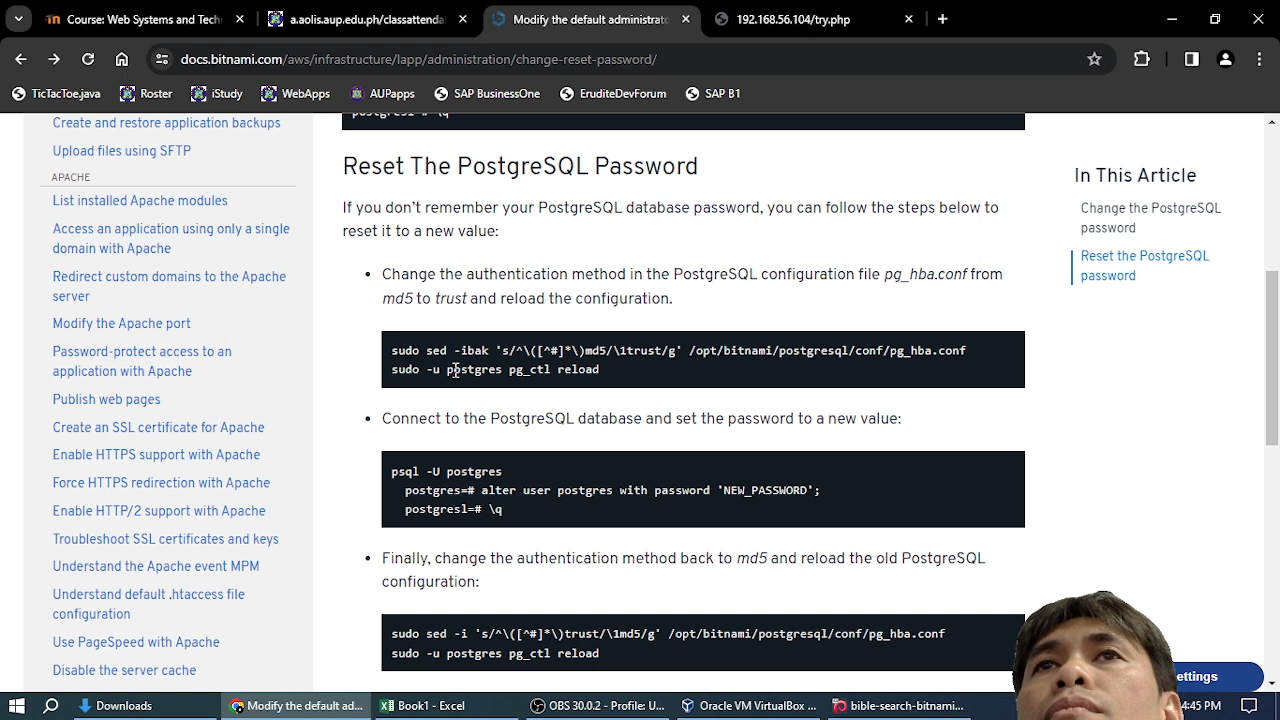 Course: Web Systems and Techn
a.aolis.aup.edu.ph/classattendar
Modify the default administrato
192.168.56.104/try.php
docs.bitnami.com/aws/infrastructure/lapp/administration/change-reset-password/
TicTacToe.java
Roster
iStudy
WebApps
AUPapps
SAP BusinessOne
EruditeDevForum
SAP B1
Create and restore application backups
Upload files using SFTP
APACHE
List installed Apache modules
Access an application using only a single
domain with Apache
Redirect custom domains to the Apache
server
Modify the Apache port
Password-protect access to an
application with Apache
Publish web pages
Create an SSL certificate for Apache
Enable HTTPS support with Apache
Force HTTPS redirection with Apache
Enable HTTP/2 support with Apache
Troubleshoot SSL certificates and keys
Understand the Apache event MPM
Understand default .htaccess file
configuration
Use PageSpeed with Apache
Disable the server cache
postgresl=# \q
Reset The PostgreSQL Password
If you don't remember your PostgreSQL database password, you can follow the steps below to
reset it to a new value:
• Change the authentication method in the PostgreSQL configuration file pg_hba.conf from
md5 to trust and reload the configuration.
sudo sed -ibak 's/^\([^#]*\)md5/\1trust/g' /opt/bitnami/postgresql/conf/pg_hba.conf
sudo -u postgres pg_ctl reload
• Connect to the PostgreSQL database and set the password to a new value:
psql -U postgres
postgres=# alter user postgres with password 'NEW_PASSWORD';
postgresl=# \q
• Finally, change the authentication method back to md5 and reload the old PostgreSQL
configuration:
sudo sed -i 's/^\([^#]*\)trust/\1md5/g' /opt/bitnami/postgresql/conf/pg_hba.conf
sudo -u postgres pg_ctl reload
In This Article
Change the PostgreSQL
password
Reset the PostgreSQL
password
ettings
Downloads
Modify the default ad...
Book1 - Excel
OBS 30.0.2 - Profile: U...
Oracle VM VirtualBox ...
bible-search-bitnami...
4:45 PM